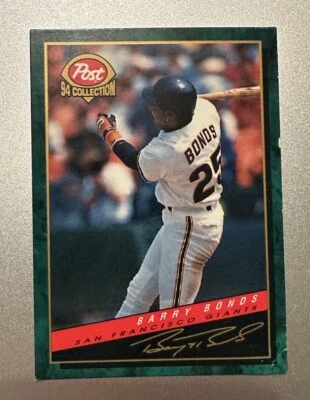 Post
94 COLLECTION
BONDS
25
BARRY BONDS
SAN FRANCISCO GIANTS